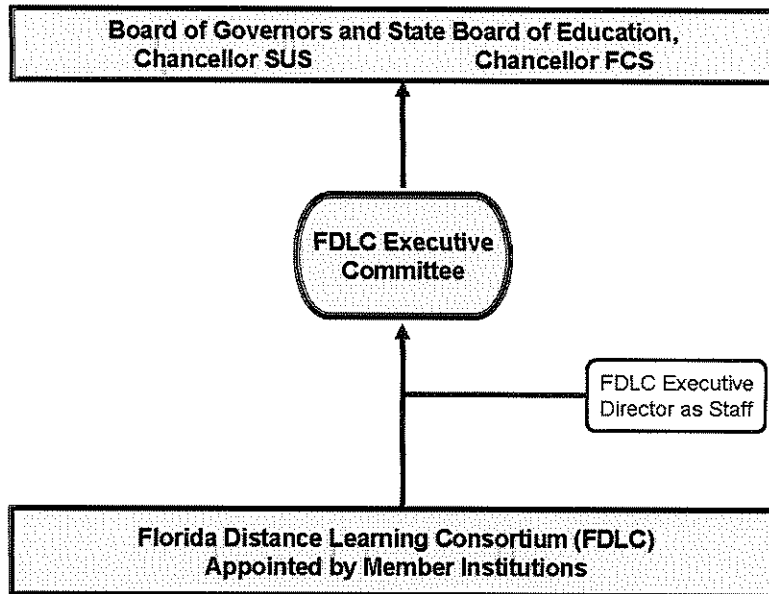 Board of Governors and State Board of Education,
Chancellor SUS Chancellor FCS
FDLC Executive
Committee
FDLC Executive
Director as Staff
Florida Distance Learning Consortium (FDLC)
Appointed by Member Institutions